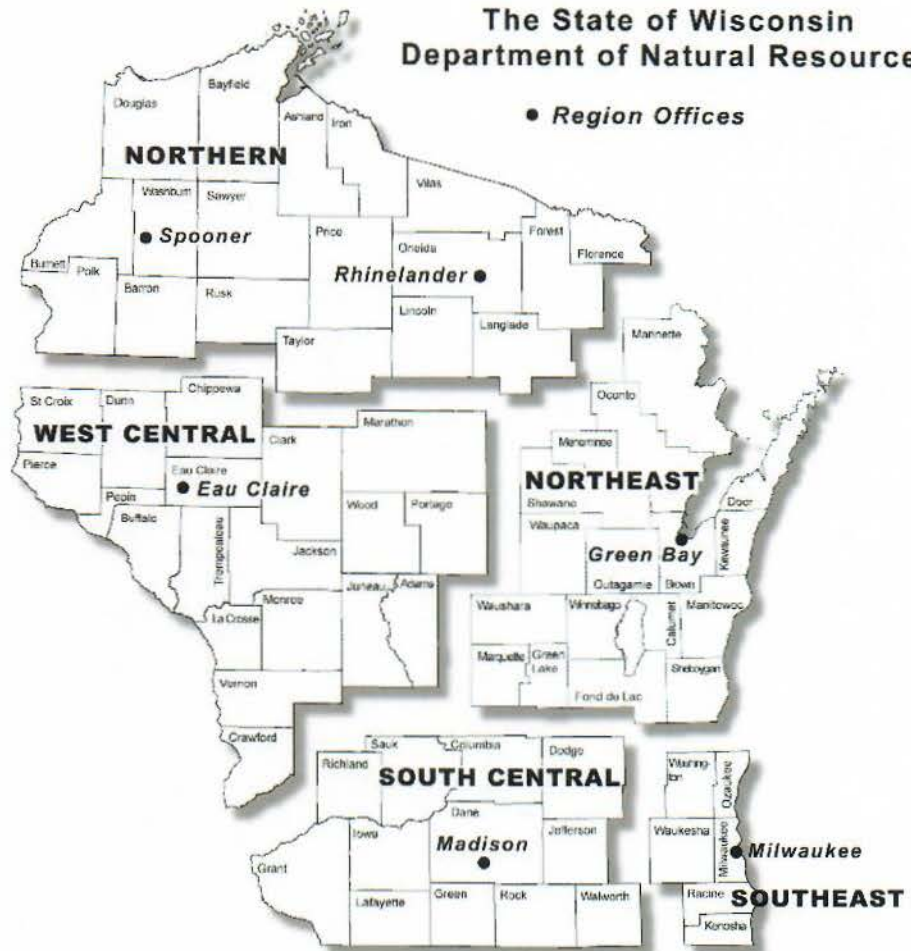 The State of Wisconsin
Department of Natural Resource
Region Offices
Bayfield
Douglas
Ashland
Iron
NORTHERN
Vilas
Washburn
Sawyer
Price
Forest
Spooner
Oneida
Florence
Burnett
Polk
Rhinelander
Barron
Rusk
Lincoln
Langlade
Taylor
Marinette
Chippewa
St Croix
Dunn
Oconto
Marathon
WEST CENTRAL
Clark
Menominee
Pierce
Eau Claire
Eau Claire
NORTHEAST
Pepin
Wood
Portage
Shawano
Door
Buffalo
Waupaca
Trempealeau
Jackson
Green Bay
Kewaunee
Juneau
Adams
Outagamie
Brown
Monroe
Waushara
Winnebago
Calumet
Manitowoc
La Crosse
Marquette
Green
Lake
Sheboygan
Vernon
Fond de Lac
Crawford
Sauk
Columbia
Dodge
Richland
SOUTH CENTRAL
Washing-
ton
Ozaukee
Dane
Iowa
Jefferson
Waukesha
Milwaukee
Madison
Milwaukee
Grant
Lafayette
Green
Rock
Walworth
Racine
SOUTHEAST
Kenosha